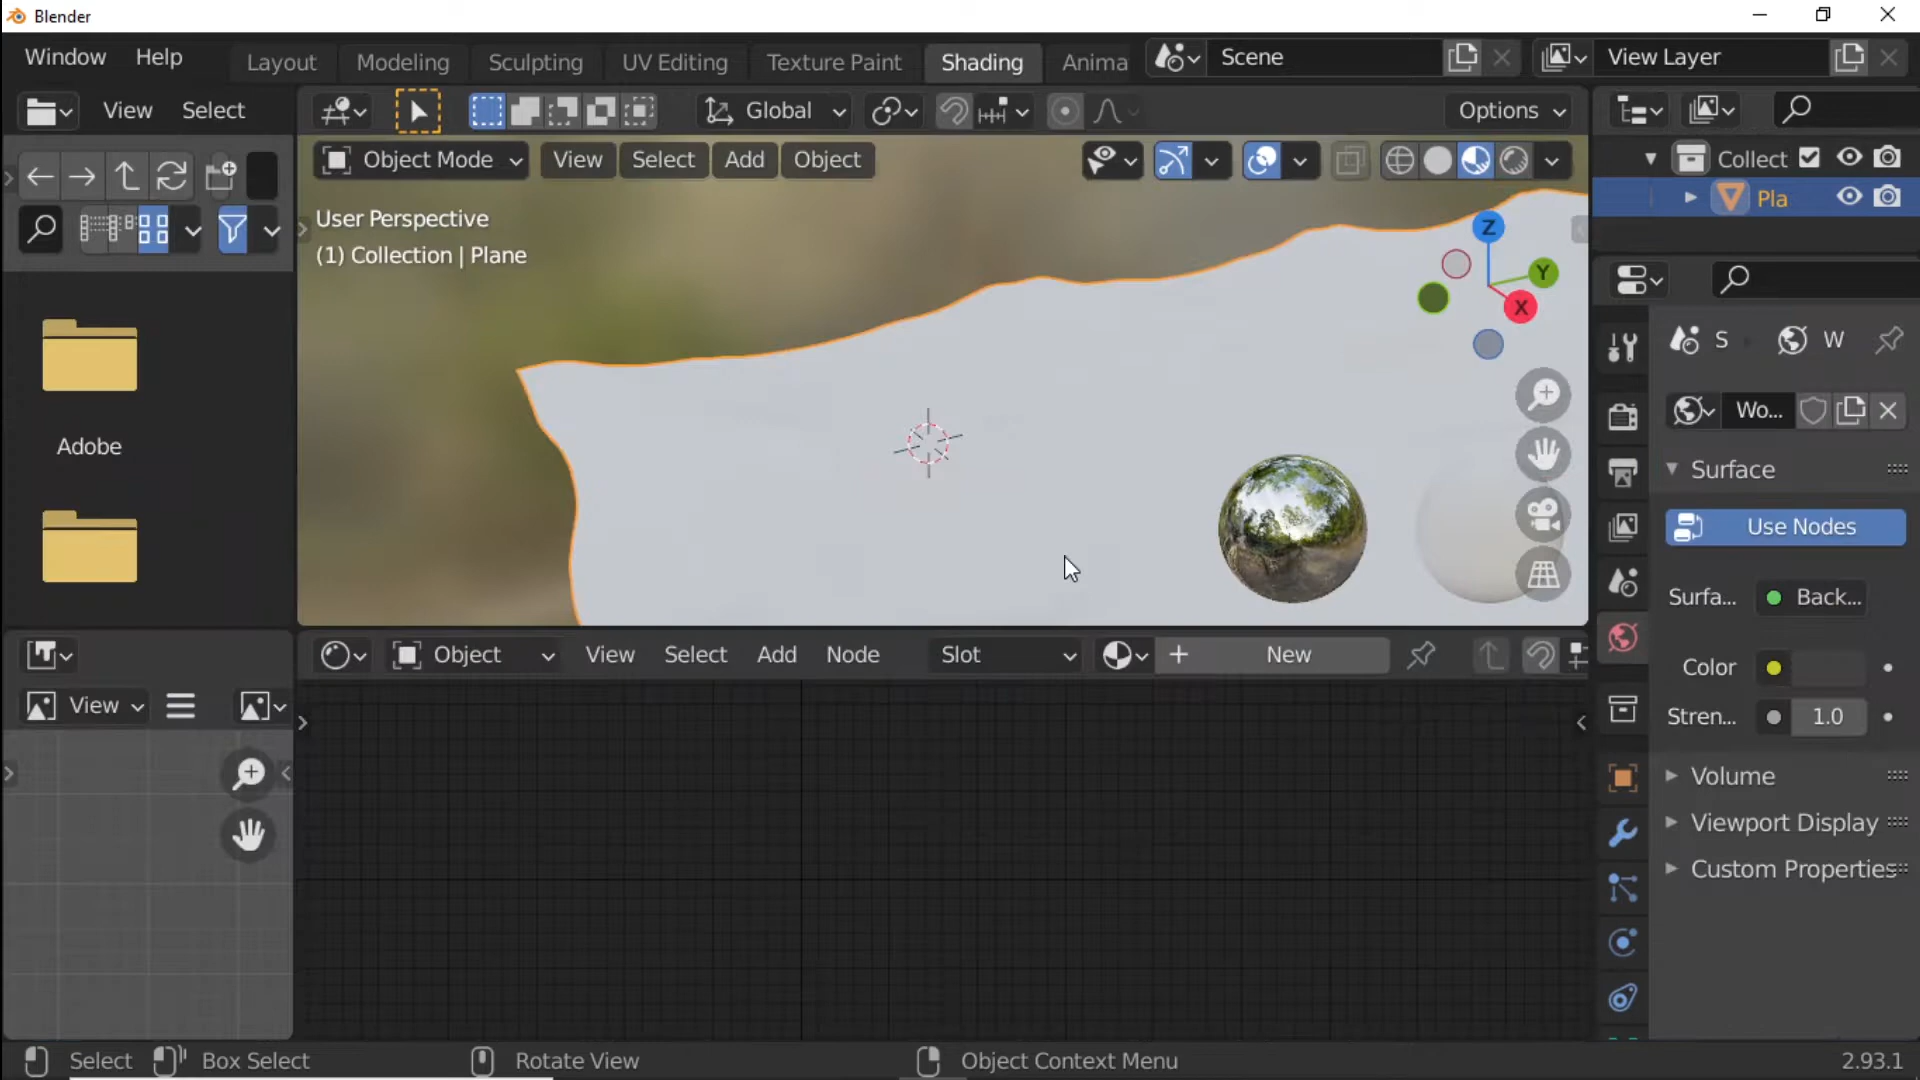 Blender
Window Help Layout Modeling Sculpting UV Editing Texture Paint Shading Anima Scene View Layer
View Select Global Options
Object Mode View Select Add Object Collect
User Perspective Pla
(1) Collection | Plane
Z
Y
X
S W
Wo...
Adobe
Surface
Use Nodes
Surfa... Back...
Object View Select Add Node Slot New
Color
View Stren... 1.0
Volume
Viewport Display
Custom Properties
Select Box Select Rotate View Object Context Menu 2.93.1